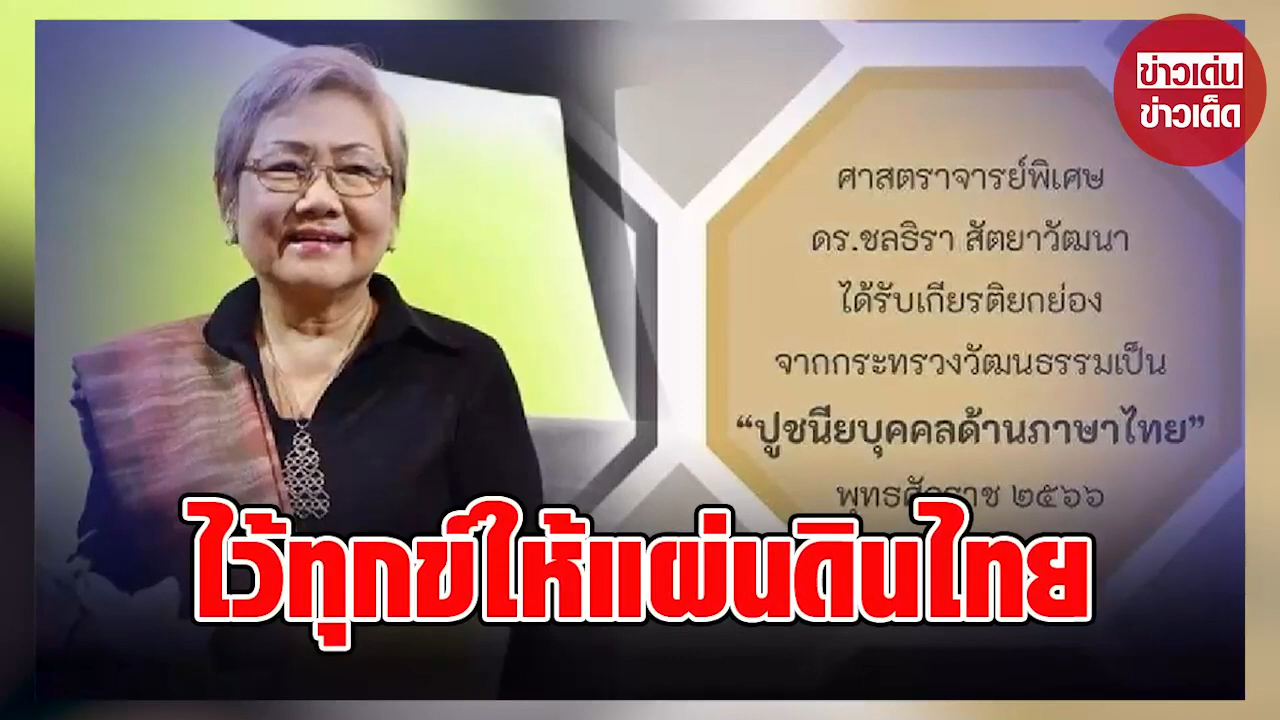 ข่าวเด่น
ข่าวเด็ด
ศาสตราจารย์พิเศษ
ดร.ชลธิรา สัตยาวัฒนา
ได้รับเกียรติยกย่อง
จากกระทรวงวัฒนธรรมเป็น
“ปูชนียบุคคลด้านภาษาไทย”
พุทธศักราช ๒๕๖๖
ไว้ทุกข์ให้แผ่นดินไทย